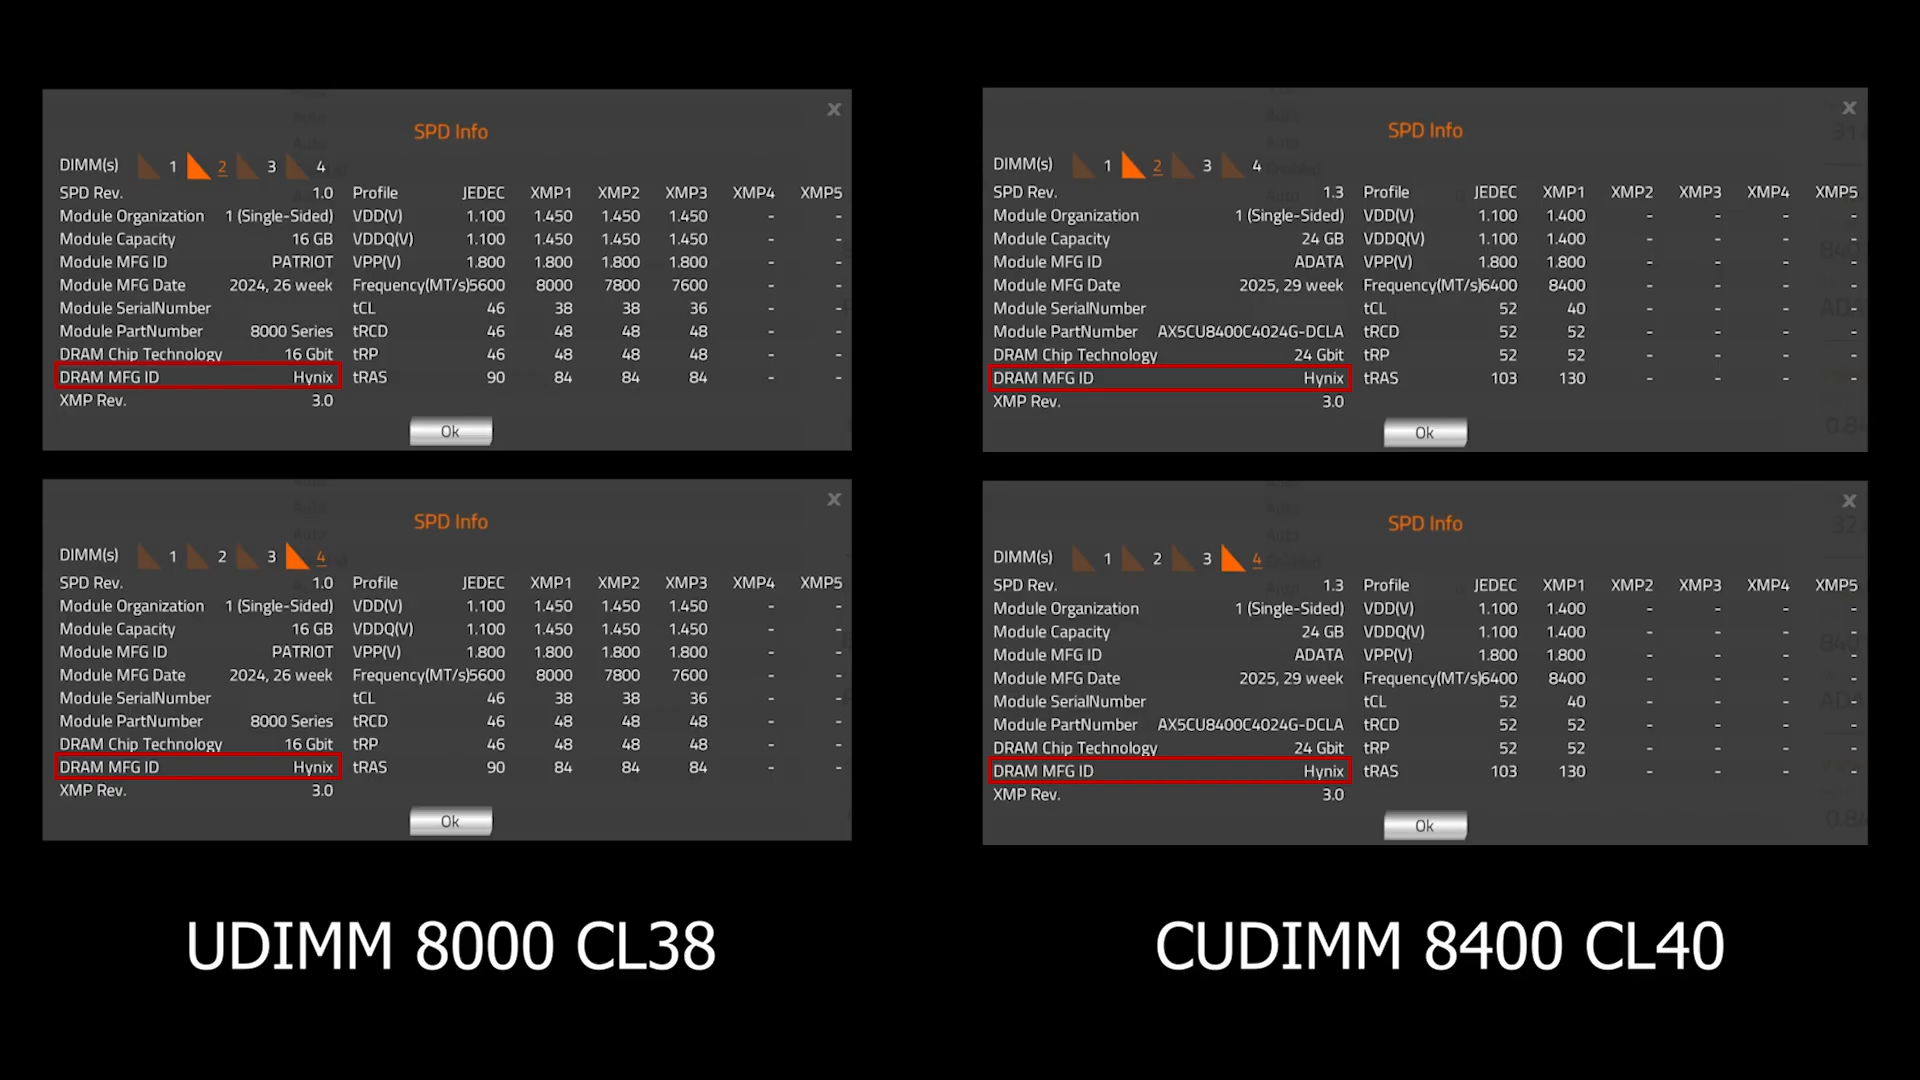 X
SPD Info
DIMM(s) 1 2 3 4
SPD Rev. 1.0 Profile JEDEC XMP1 XMP2 XMP3 XMP4 XMP5
Module Organization 1 (Single-Sided) VDD(V) 1.100 1.450 1.450 1.450 - -
Module Capacity 16 GB VDDQ(V) 1.100 1.450 1.450 1.450 - -
Module MFG ID PATRIOT VPP(V) 1.800 1.800 1.800 1.800 - -
Module MFG Date 2024, 26 week Frequency(MT/s)5600 8000 7800 7600 - -
Module SerialNumber tCL 46 38 38 36 - -
Module PartNumber 8000 Series tRCD 46 48 48 48 - -
DRAM Chip Technology 16 Gbit tRP 46 48 48 48 - -
DRAM MFG ID Hynix tRAS 90 84 84 84 - -
XMP Rev. 3.0
Ok
X
SPD Info
DIMM(s) 1 2 3 4
SPD Rev. 1.0 Profile JEDEC XMP1 XMP2 XMP3 XMP4 XMP5
Module Organization 1 (Single-Sided) VDD(V) 1.100 1.450 1.450 1.450 - -
Module Capacity 16 GB VDDQ(V) 1.100 1.450 1.450 1.450 - -
Module MFG ID PATRIOT VPP(V) 1.800 1.800 1.800 1.800 - -
Module MFG Date 2024, 26 week Frequency(MT/s)5600 8000 7800 7600 - -
Module SerialNumber tCL 46 38 38 36 - -
Module PartNumber 8000 Series tRCD 46 48 48 48 - -
DRAM Chip Technology 16 Gbit tRP 46 48 48 48 - -
DRAM MFG ID Hynix tRAS 90 84 84 84 - -
XMP Rev. 3.0
Ok
UDIMM 8000 CL38
X
SPD Info
DIMM(s) 1 2 3 4
SPD Rev. 1.3 Profile JEDEC XMP1 XMP2 XMP3 XMP4 XMP5
Module Organization 1 (Single-Sided) VDD(V) 1.100 1.400 - - - -
Module Capacity 24 GB VDDQ(V) 1.100 1.400 - - - -
Module MFG ID ADATA VPP(V) 1.800 1.800 - - - -
Module MFG Date 2025, 29 week Frequency(MT/s)6400 8400 - - - -
Module SerialNumber tCL 52 40 - - - -
Module PartNumber AX5CU8400C4024G-DCLA tRCD 52 52 - - - -
DRAM Chip Technology 24 Gbit tRP 52 52 - - - -
DRAM MFG ID Hynix tRAS 103 130 - - - -
XMP Rev. 3.0
Ok
X
SPD Info
DIMM(s) 1 2 3 4
SPD Rev. 1.3 Profile JEDEC XMP1 XMP2 XMP3 XMP4 XMP5
Module Organization 1 (Single-Sided) VDD(V) 1.100 1.400 - - - -
Module Capacity 24 GB VDDQ(V) 1.100 1.400 - - - -
Module MFG ID ADATA VPP(V) 1.800 1.800 - - - -
Module MFG Date 2025, 29 week Frequency(MT/s)6400 8400 - - - -
Module SerialNumber tCL 52 40 - - - -
Module PartNumber AX5CU8400C4024G-DCLA tRCD 52 52 - - - -
DRAM Chip Technology 24 Gbit tRP 52 52 - - - -
DRAM MFG ID Hynix tRAS 103 130 - - - -
XMP Rev. 3.0
Ok
CUDIMM 8400 CL40